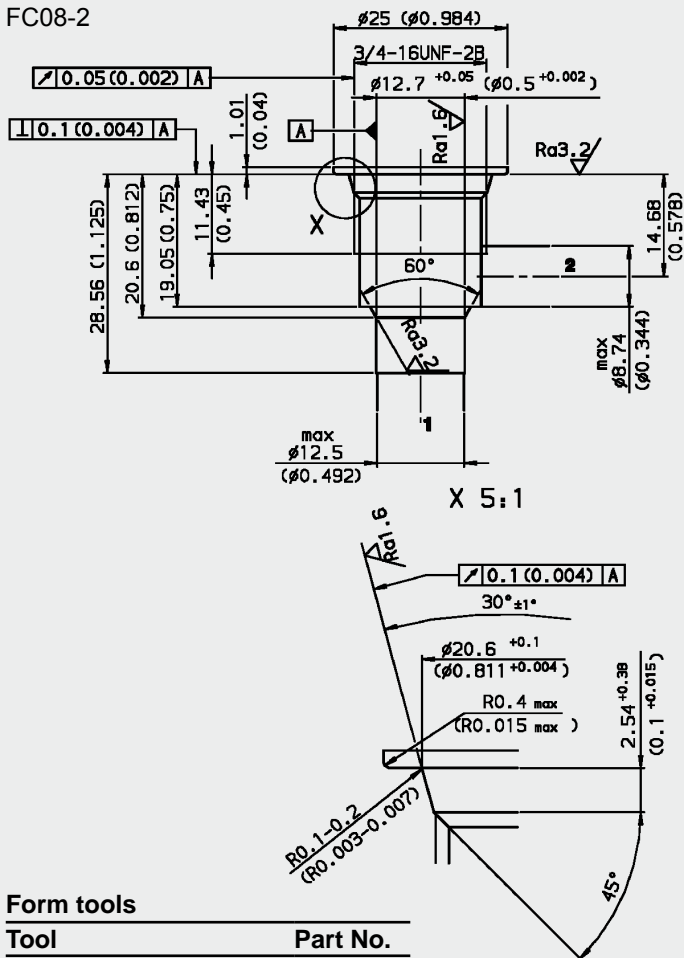 FC08-2
ø25 (ø0.984)
3/4-16UNF-2B
↗ 0.05(0.002) A
ø12.7 +0.05 (ø0.5 +0.002)
⊥ 0.1(0.004) A
1.01
(0.04)
A
Ra1.6
Ra3.2
X
28.56 (1.125)
20.6 (0.812)
19.05 (0.75)
11.43
(0.45)
14.68
(0.578)
60°
2
Ra3.2
max
ø8.74
(ø0.344)
1
max
ø12.5
(ø0.492)
X 5:1
Ra1.6
↗ 0.1(0.004) A
30°±1°
ø20.6 +0.1
(ø0.811+0.004)
R0.4 max
(R0.015 max )
2.54+0.38
(0.1 +0.015)
R0.1-0.2
(R0.003-0.007)
45°
Form tools
Tool Part No.